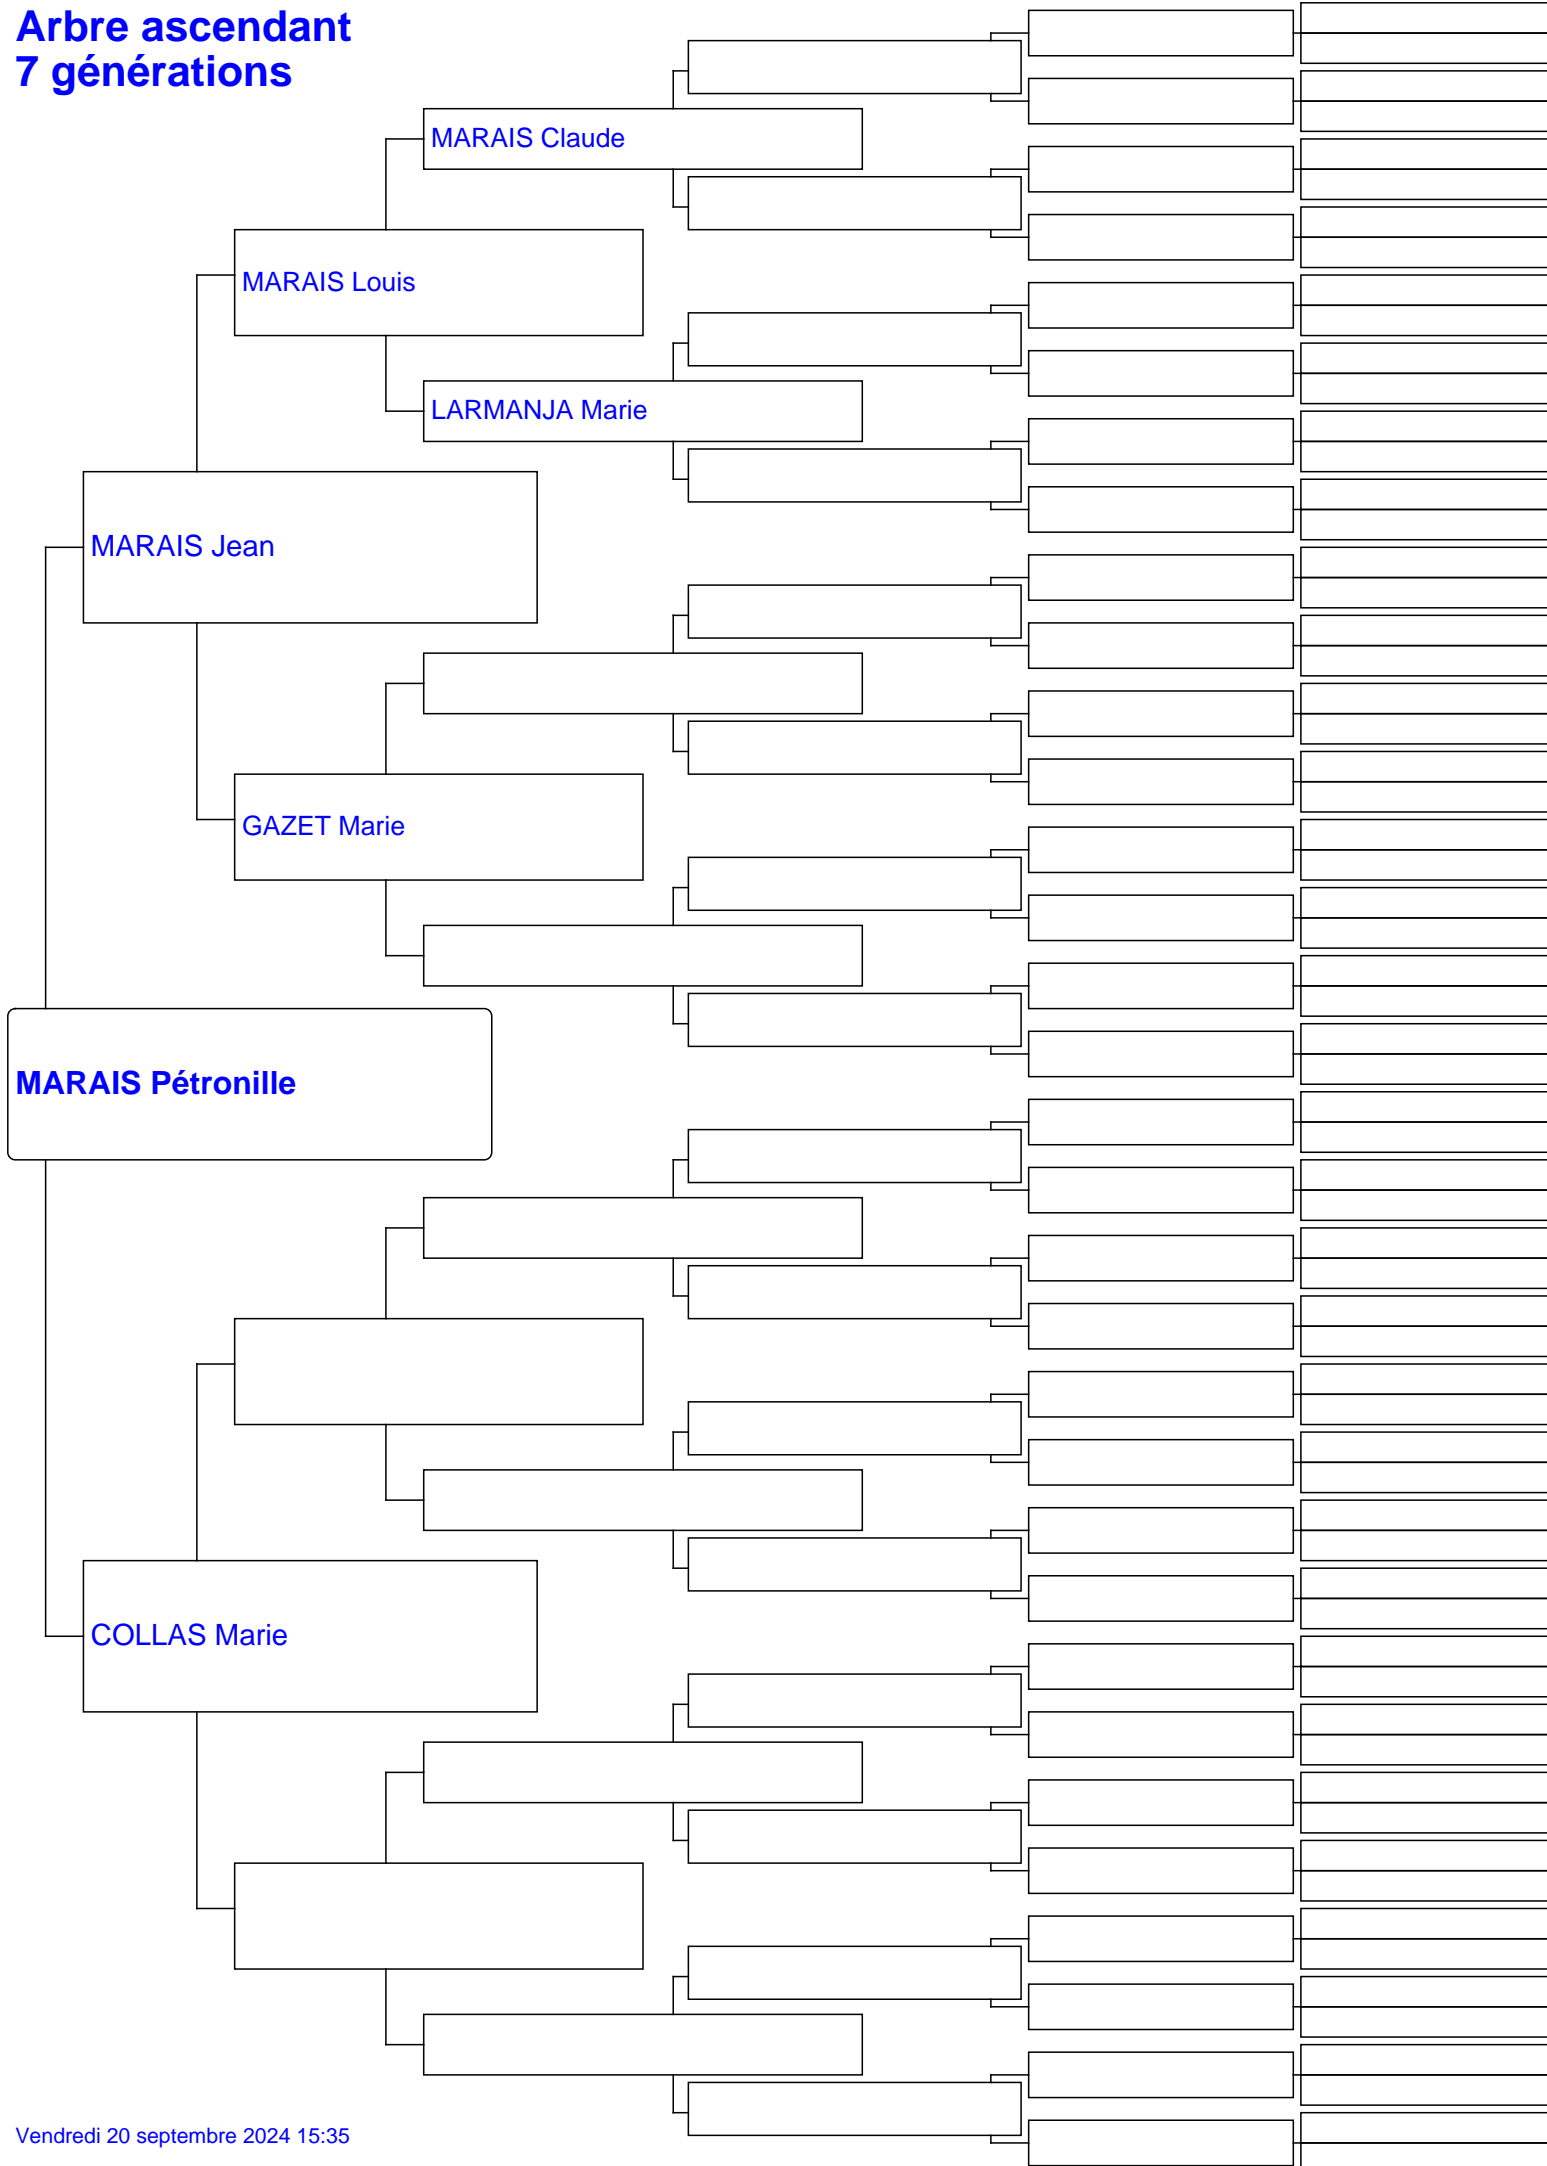 Arbre ascendant
7 générations
MARAIS Claude
MARAIS Louis
LARMANJA Marie
MARAIS Jean
GAZET Marie
MARAIS Pétronille
COLLAS Marie
Vendredi 20 septembre 2024 15:35